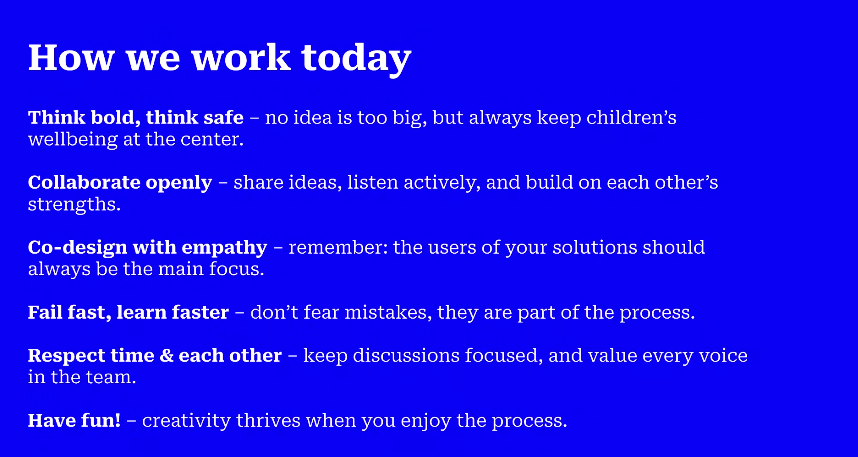 How we work today
Think bold, think safe – no idea is too big, but always keep children’s
wellbeing at the center.
Collaborate openly – share ideas, listen actively, and build on each other’s
strengths.
Co-design with empathy – remember: the users of your solutions should
always be the main focus.
Fail fast, learn faster – don’t fear mistakes, they are part of the process.
Respect time & each other – keep discussions focused, and value every voice
in the team.
Have fun! – creativity thrives when you enjoy the process.